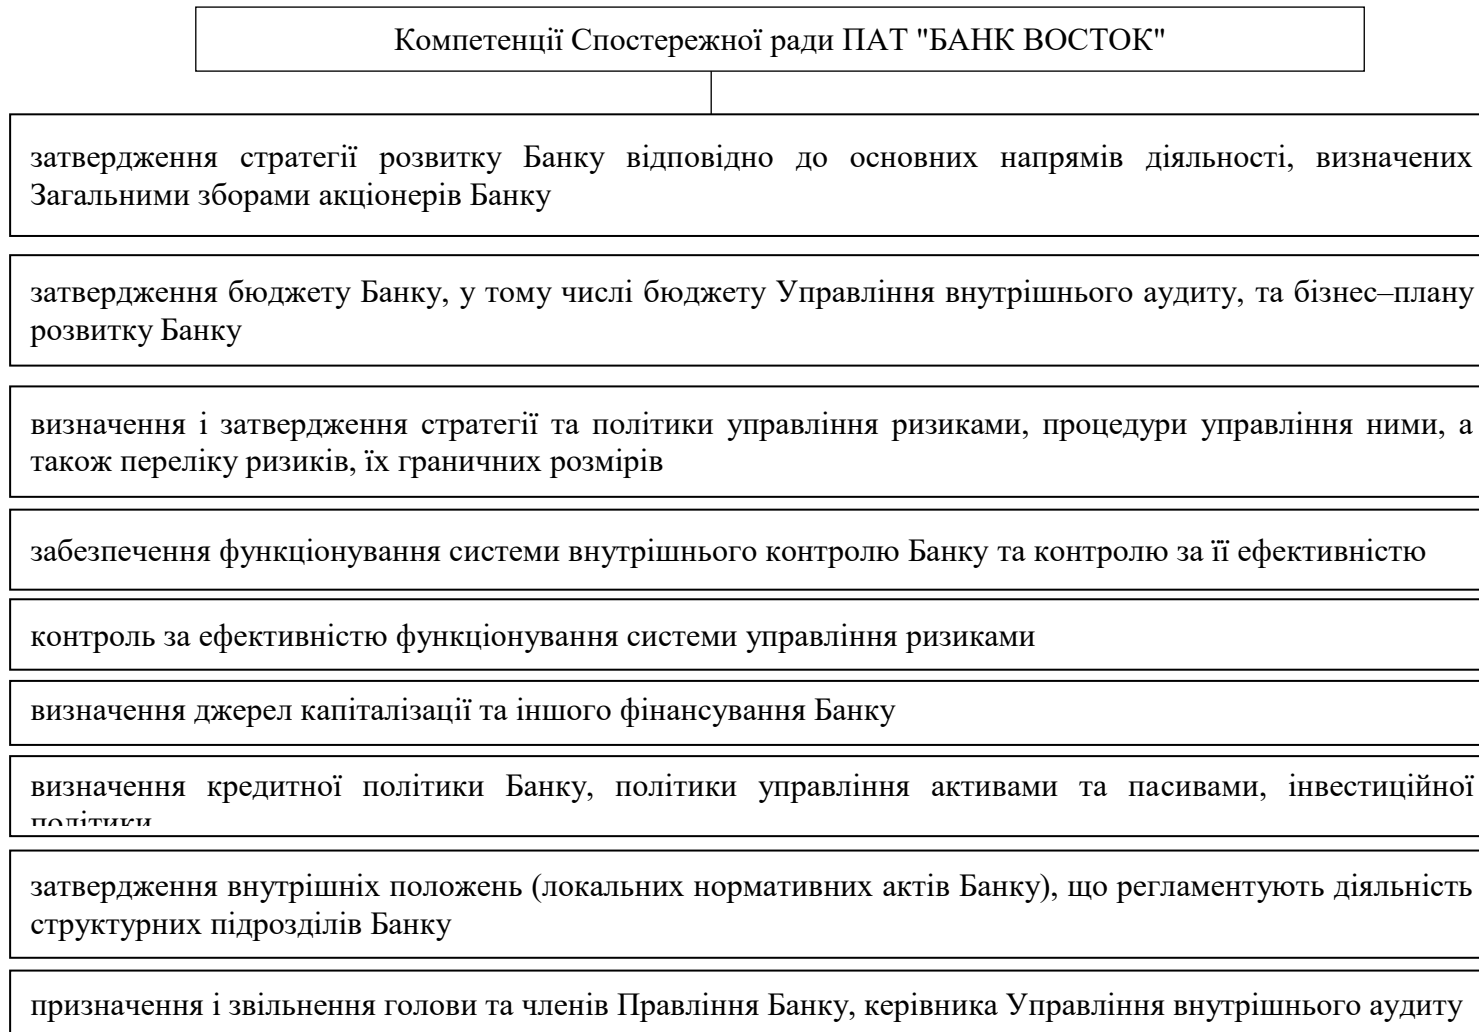 Компетенції Спостережної ради ПАТ "БАНК ВОСТОК"
затвердження стратегії розвитку Банку відповідно до основних напрямів діяльності, визначених
Загальними зборами акціонерів Банку
затвердження бюджету Банку, у тому числі бюджету Управління внутрішнього аудиту, та бізнес–плану
розвитку Банку
визначення і затвердження стратегії та політики управління ризиками, процедури управління ними, а
також переліку ризиків, їх граничних розмірів
забезпечення функціонування системи внутрішнього контролю Банку та контролю за її ефективністю
контроль за ефективністю функціонування системи управління ризиками
визначення джерел капіталізації та іншого фінансування Банку
визначення кредитної політики Банку, політики управління активами та пасивами, інвестиційної
політики
затвердження внутрішніх положень (локальних нормативних актів Банку), що регламентують діяльність
структурних підрозділів Банку
призначення і звільнення голови та членів Правління Банку, керівника Управління внутрішнього аудиту